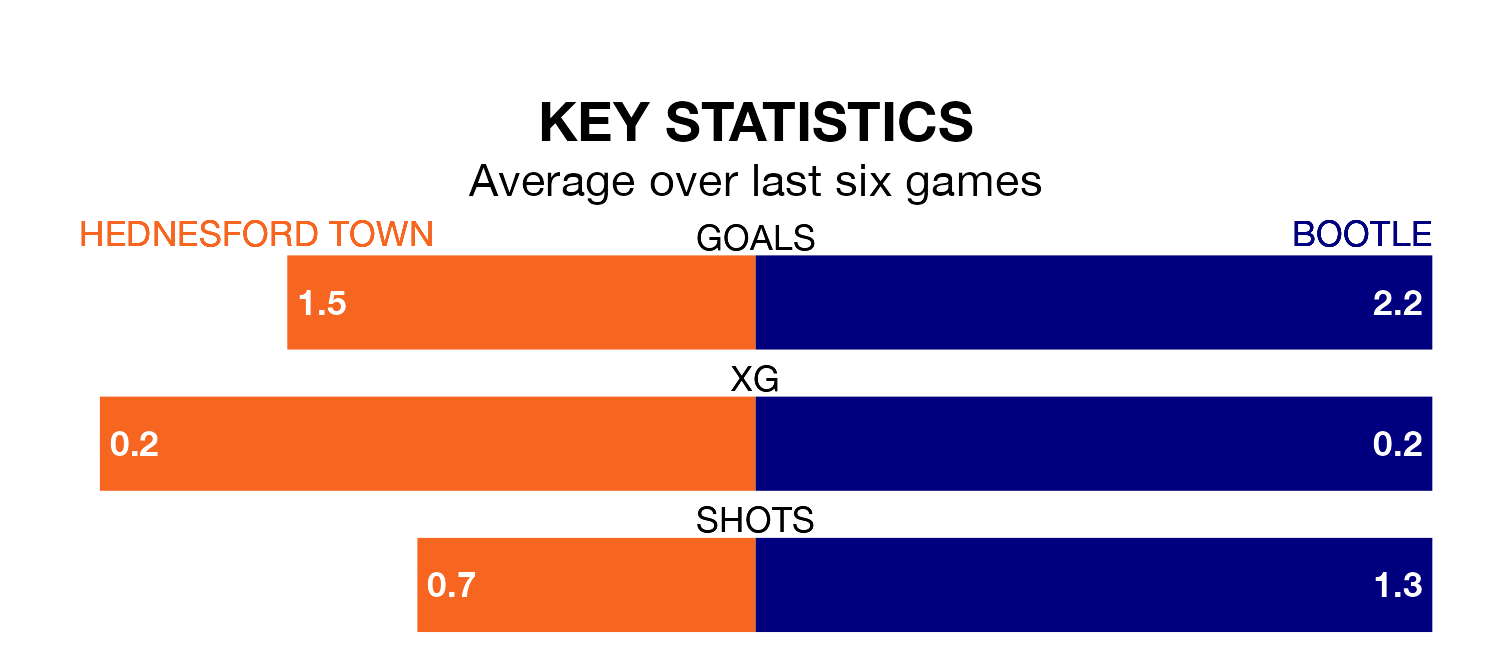 KEY STATISTICS
Average over last six games
HEDNESFORD TOWN GOALS BOOTLE
1.5 2.2
XG
0.2 0.2
SHOTS
0.7 1.3